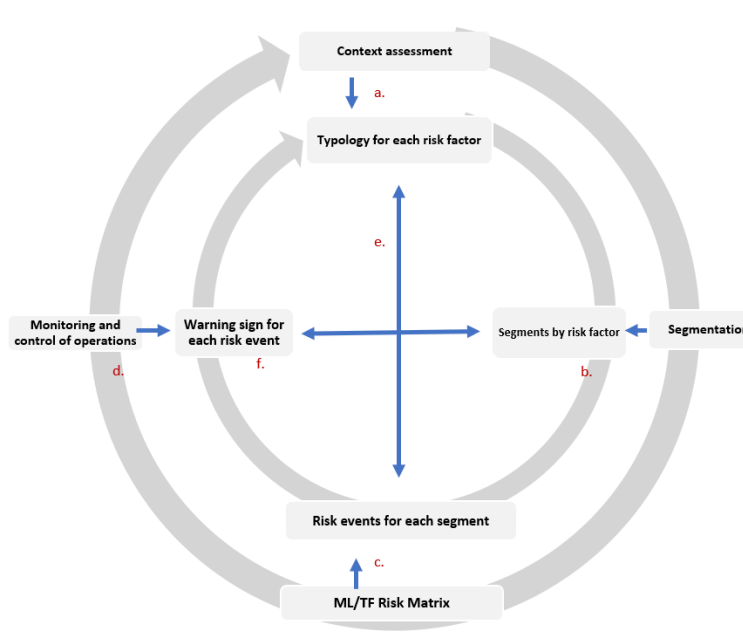 Context assessment
a.
Typology for each risk factor
e.
Monitoring and
control of operations
Warning sign for
each risk event
Segments by risk factor
Segmentation
d.
f.
b.
Risk events for each segment
c.
ML/TF Risk Matrix